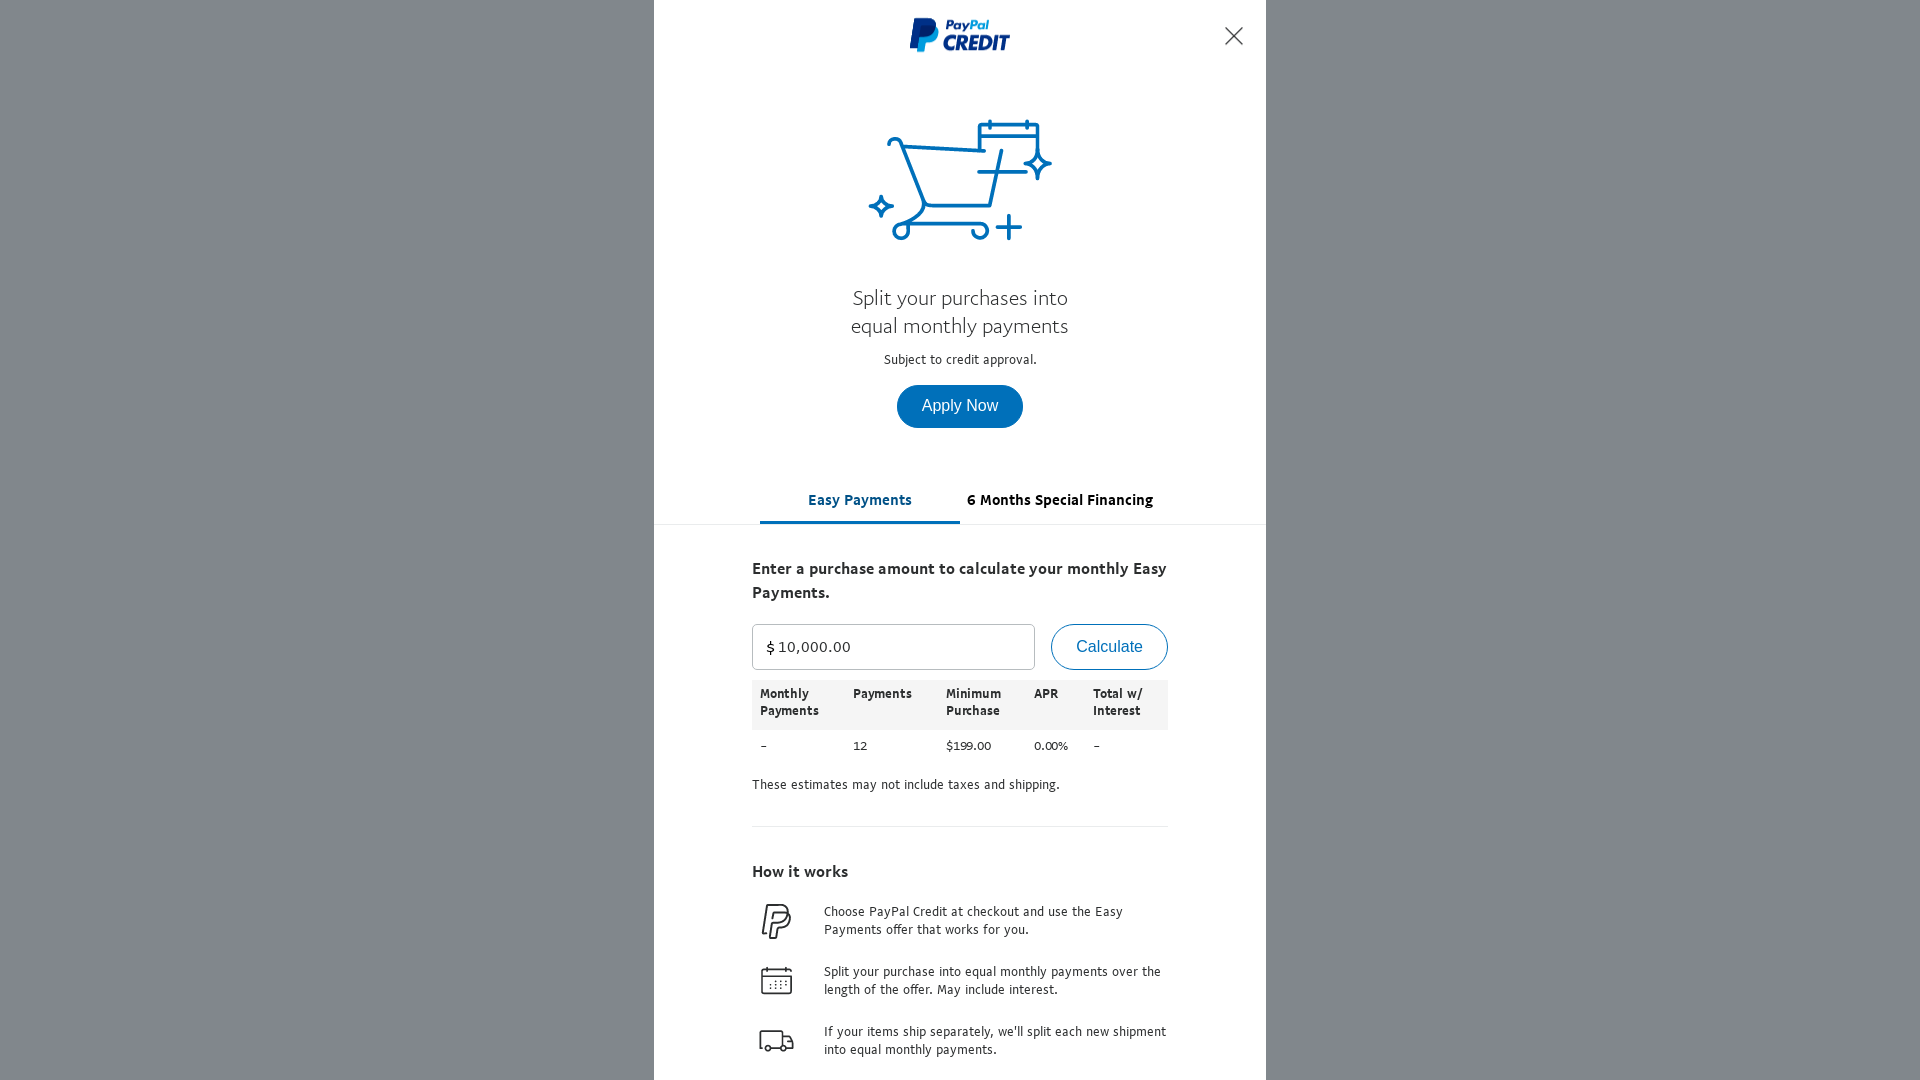 PayPal
CREDIT
Split your purchases into
equal monthly payments
Subject to credit approval.
Apply Now
Easy Payments
6 Months Special Financing
Enter a purchase amount to calculate your monthly Easy
Payments.
$ 10,000.00
Calculate
Monthly Payments
Payments
Minimum Purchase
APR
Total w/ Interest
–
12
$199.00
0.00%
–
These estimates may not include taxes and shipping.
How it works
Choose PayPal Credit at checkout and use the Easy
Payments offer that works for you.
Split your purchase into equal monthly payments over the
length of the offer. May include interest.
If your items ship separately, we'll split each new shipment
into equal monthly payments.